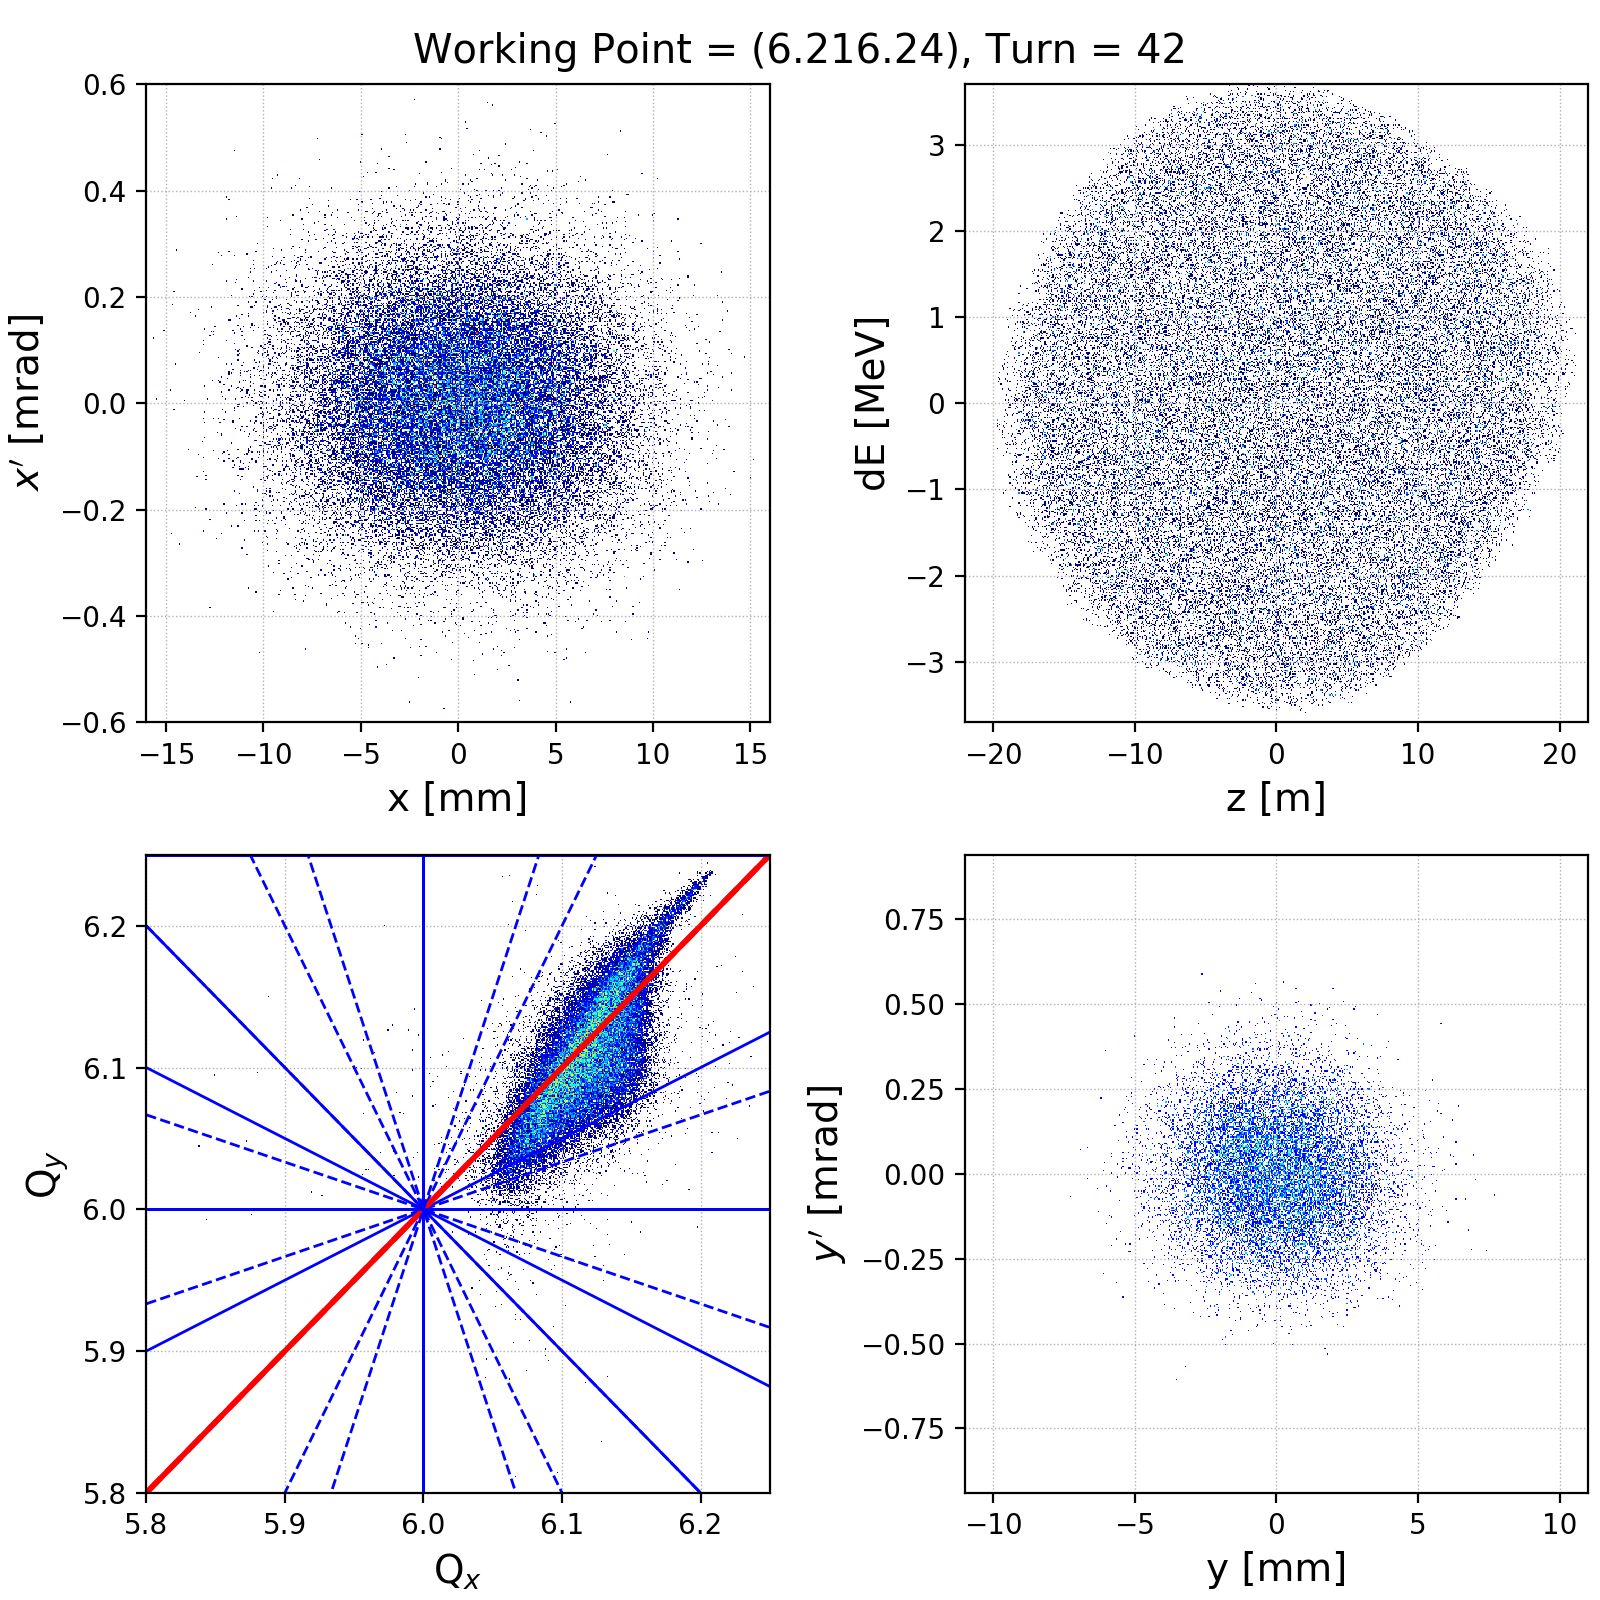 Working Point = (6.216.24), Turn = 42
0.6
0.4
0.2
0.0
−0.2
−0.4
−0.6
x′ [mrad]
−15 −10 −5 0 5 10 15
x [mm]
3
2
1
0
−1
−2
−3
dE [MeV]
−20 −10 0 10 20
z [m]
6.2
6.1
6.0
5.9
5.8
Qy
5.8 5.9 6.0 6.1 6.2
Qx
0.75
0.50
0.25
0.00
−0.25
−0.50
−0.75
y′ [mrad]
−10 −5 0 5 10
y [mm]